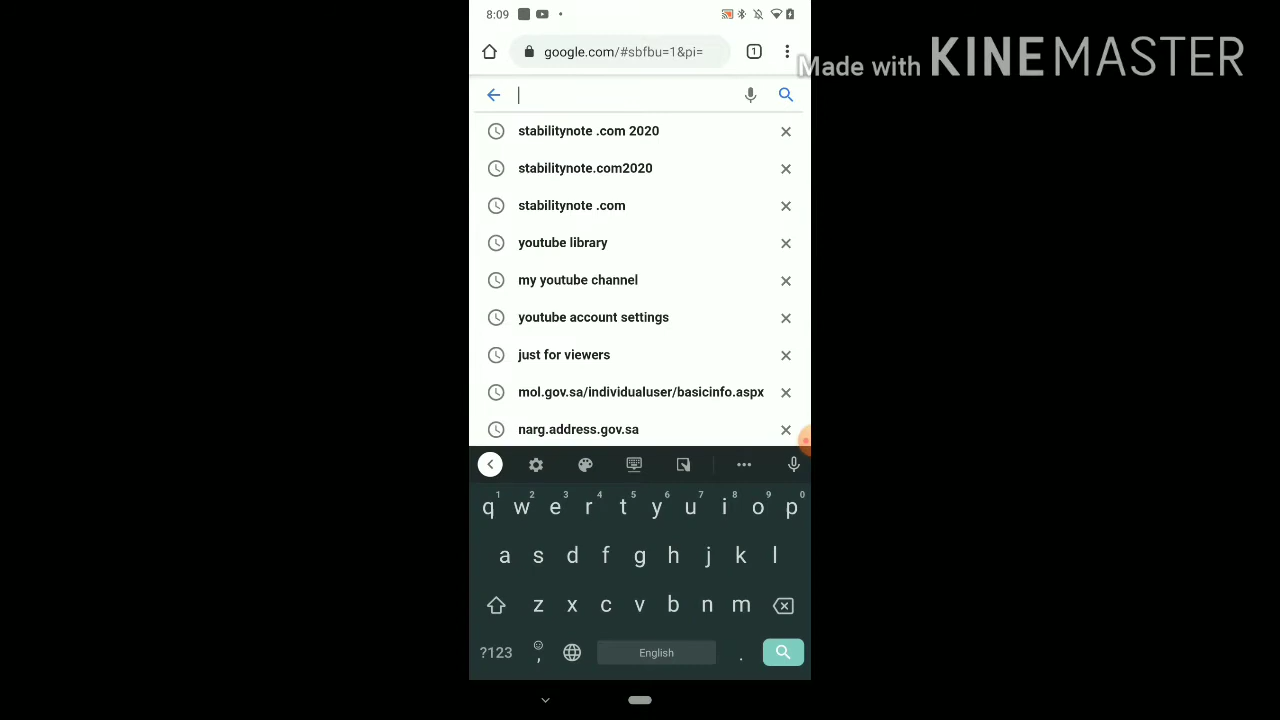 8:09
google.com/#sbfbu=1&pi=
1
Made with KINEMASTER
stabilitynote .com 2020
stabilitynote.com2020
stabilitynote .com
youtube library
my youtube channel
youtube account settings
just for viewers
mol.gov.sa/individualuser/basicinfo.aspx
narg.address.gov.sa
1 2 3 4 5 6 7 8 9 0
q w e r t y u i o p
a s d f g h j k l
z x c v b n m
?123 , English .